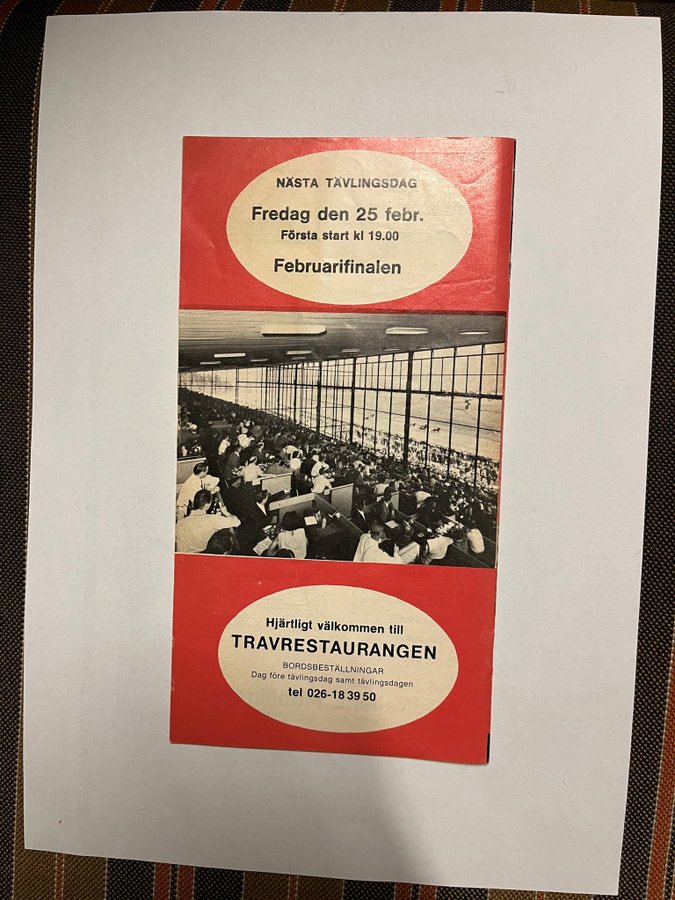 NÄSTA TÄVLINGSDAG
Fredag den 25 febr.
Första start kl 19.00
Februarifinalen
Hjärtligt välkommen till
TRAVRESTAURANGEN
BORDSBESTÄLLNINGAR
Dag före tävlingsdag samt tävlingsdagen
tel 026-18 39 50